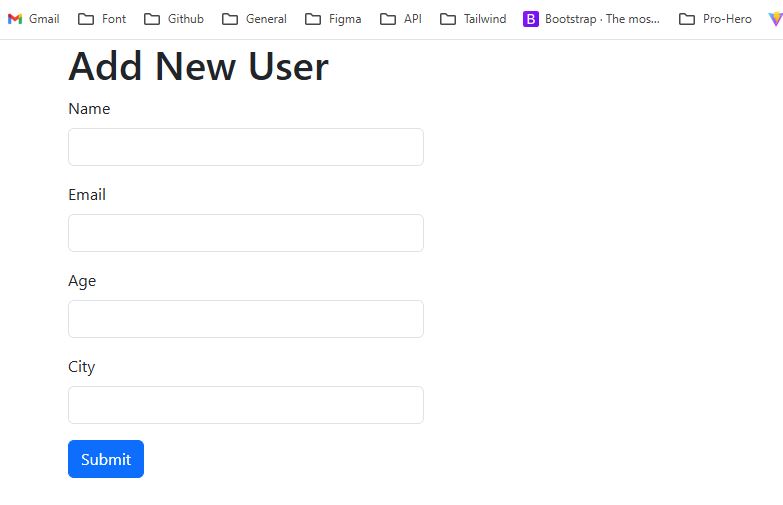 Gmail Font Github General Figma API Tailwind B Bootstrap · The mos... Pro-Hero
Add New User
Name
Email
Age
City
Submit